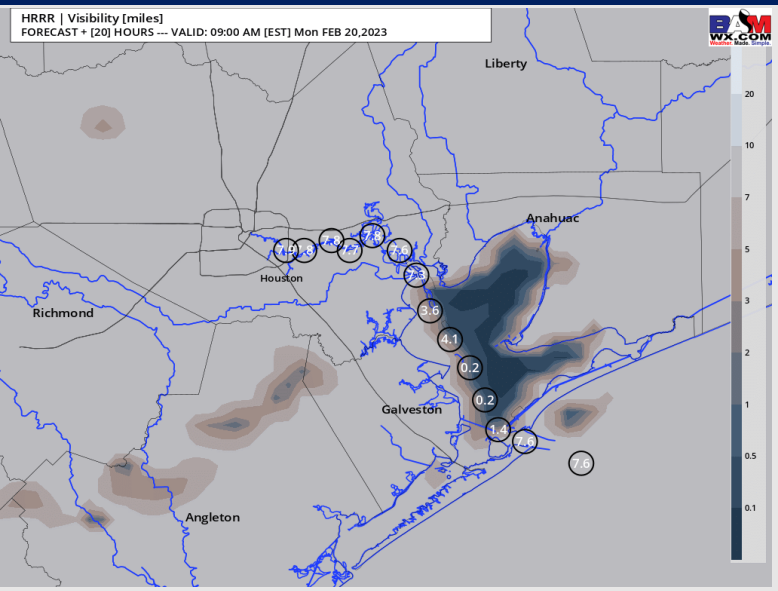 HRRR | Visibility [miles]
FORECAST + [20] HOURS --- VALID: 09:00 AM [EST] Mon FEB 20,2023
BAM
WX.COM
Weather. Made. Simple.
Liberty
20
10
7
Anahuac
5
Houston
7.3
3
3.6
Richmond
4.1
2
0.2
0.2
1
Galveston
1.4
7.6
0.5
7.6
0.1
Angleton